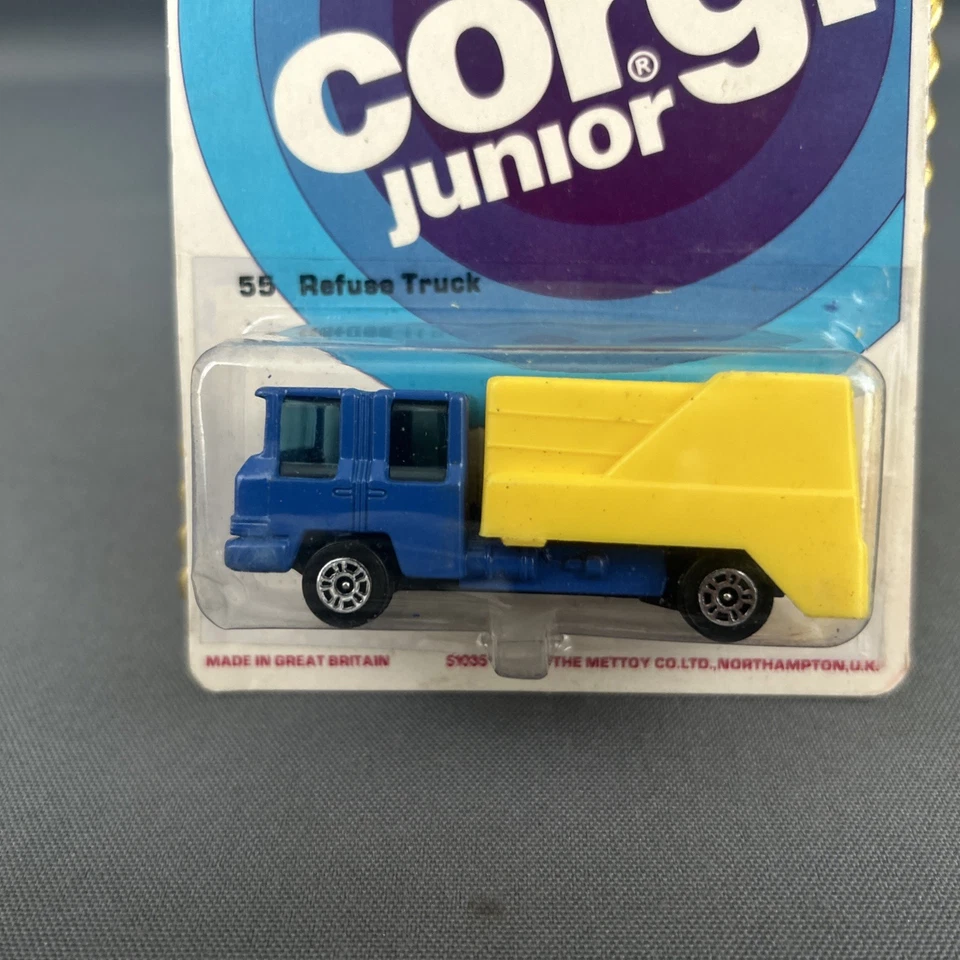 corgi
®
junior
55 Refuse Truck
MADE IN GREAT BRITAIN THE METTOY CO.LTD.,NORTHAMPTON,U.K.